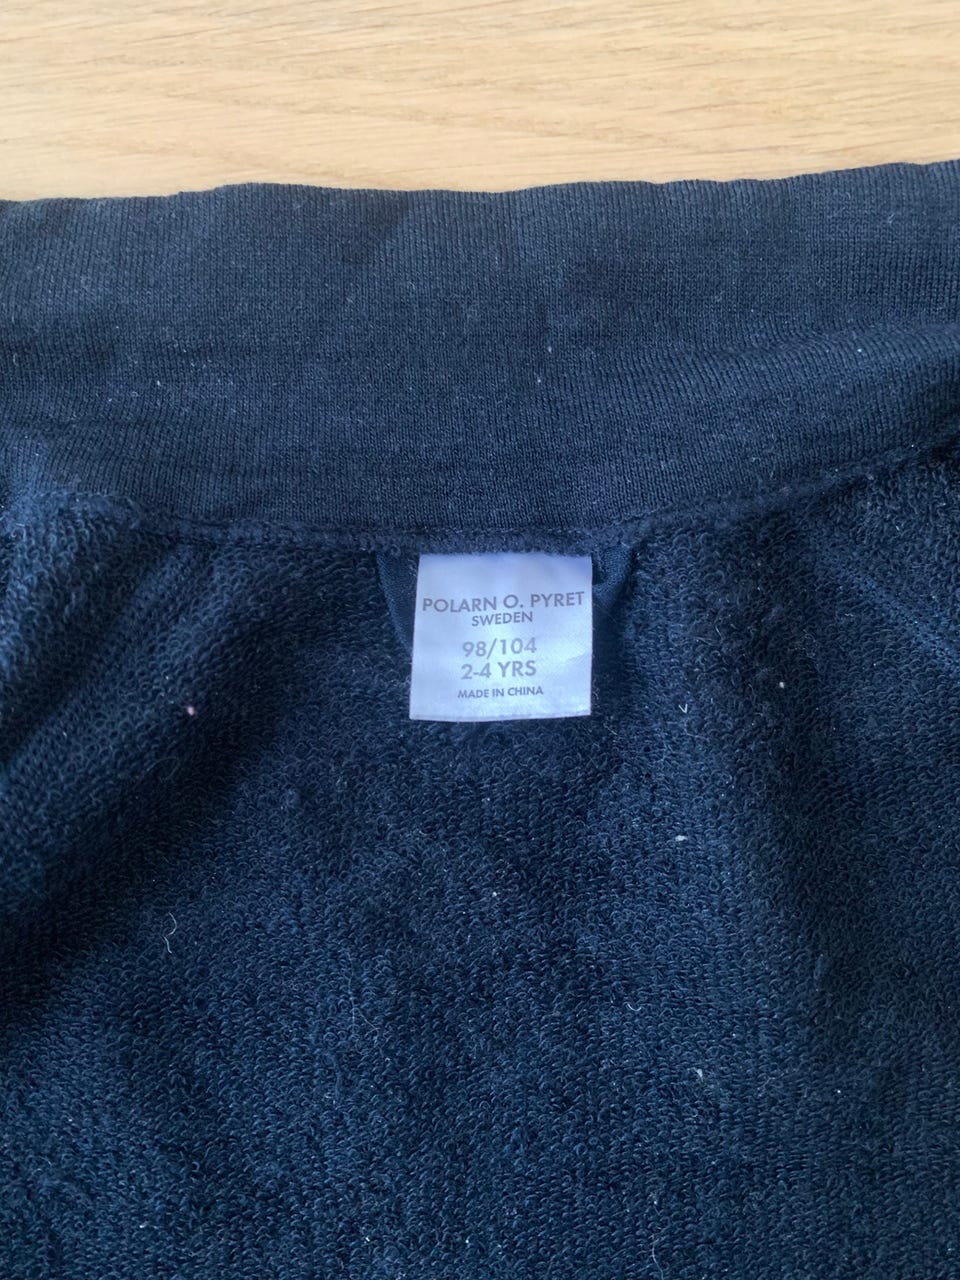 POLARN O. PYRET
SWEDEN
98/104
2-4 YRS
MADE IN CHINA